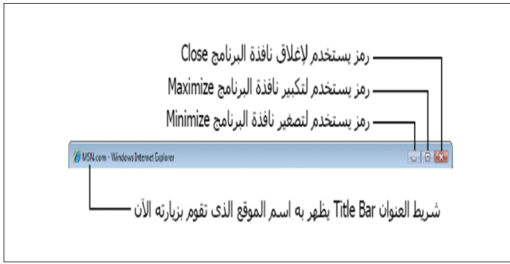 رمز يستخدم لإغلاق نافذة البرنامج Close
رمز يستخدم لتكبير نافذة البرنامج Maximize
رمز يستخدم لتصغير نافذة البرنامج Minimize
MSN.com - Windows Internet Explorer
شريط العنوان Title Bar يظهر به اسم الموقع الذى تقوم بزيارته الآن